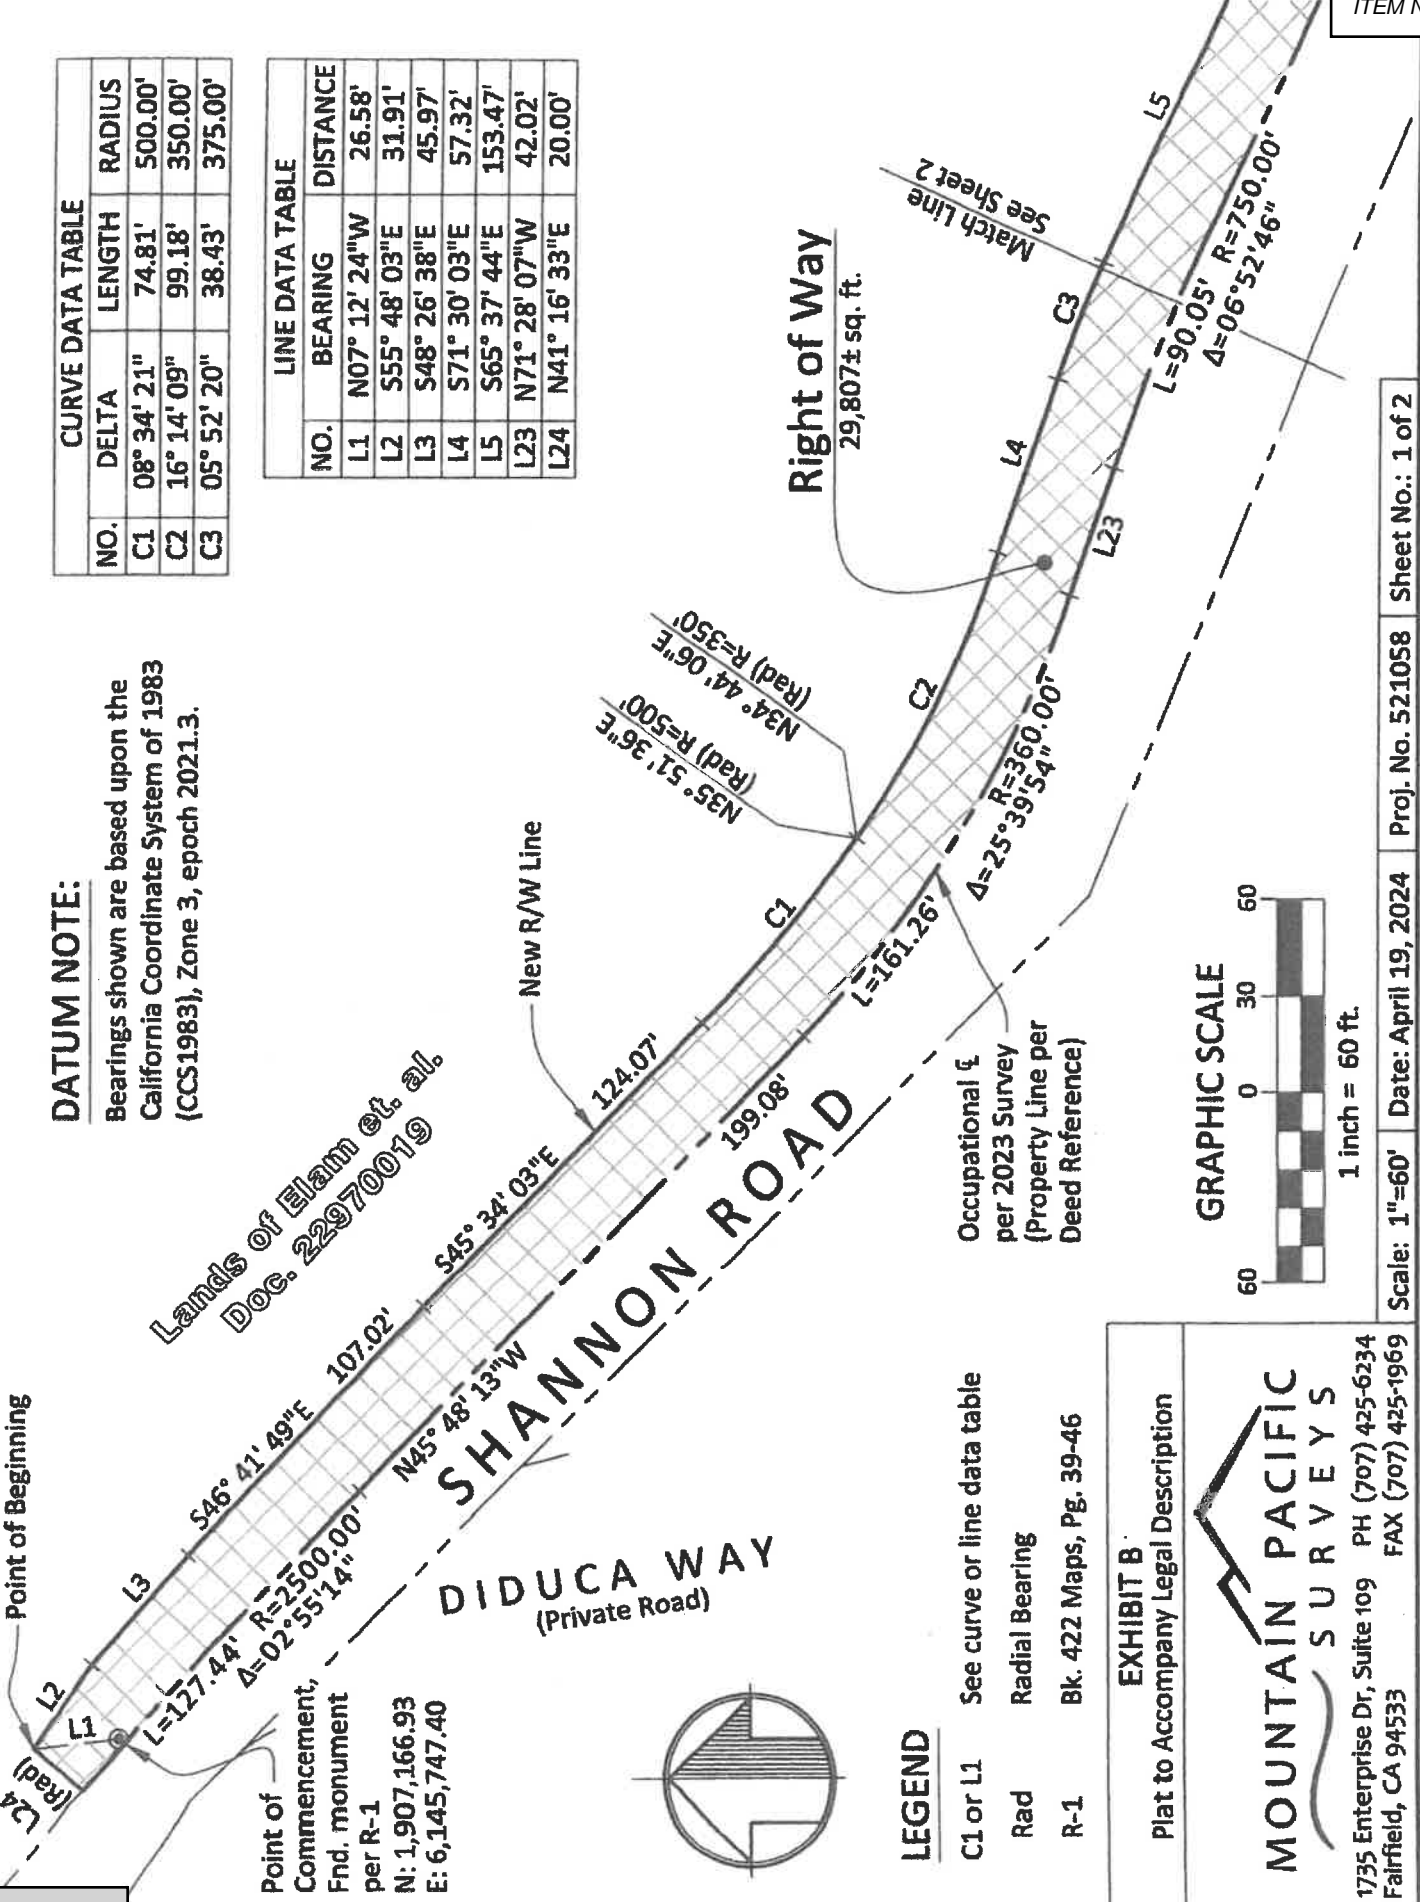 ITEM N
CURVE DATA TABLE
NO. DELTA LENGTH RADIUS
C1 08° 34' 21" 74.81' 500.00'
C2 16° 14' 09" 99.18' 350.00'
C3 05° 52' 20" 38.43' 375.00'
LINE DATA TABLE
NO. BEARING DISTANCE
L1 N07° 12' 24"W 26.58'
L2 S55° 48' 03"E 31.91'
L3 S48° 26' 38"E 45.97'
L4 S71° 30' 03"E 57.32'
L5 S65° 37' 44"E 153.47'
L23 N71° 28' 07"W 42.02'
L24 N41° 16' 33"E 20.00'
DATUM NOTE:
Bearings shown are based upon the
California Coordinate System of 1983
(CCS1983), Zone 3, epoch 2021.3.
Lands of Elam et. al.
Doc. 22970019
Point of Beginning
L24
(Rad)
L1
L2
L3
S46° 41' 49"E 107.02'
S45° 34' 03"E 124.07'
New R/W Line
C1
N35° 51' 36"E
(Rad) R=500'
N34° 44' 06"E
(Rad) R=350'
C2
Right of Way
29,807± sq. ft.
L4
C3
Match Line
See Sheet 2
L5
L=90.05' R=750.00'
Δ=06°52'46"
L23
R=360.00'
Δ=25°39'54"
L=161.26'
199.08'
N45° 48' 13"W
L=127.44' R=2500.00'
Δ=02°55'14"
SHANNON ROAD
Occupational ℄
per 2023 Survey
(Property Line per
Deed Reference)
Point of
Commencement,
Fnd. monument
per R-1
N: 1,907,166.93
E: 6,145,747.40
DIDUCA WAY
(Private Road)
LEGEND
C1 or L1 See curve or line data table
Rad Radial Bearing
R-1 Bk. 422 Maps, Pg. 39-46
GRAPHIC SCALE
60 0 30 60
1 inch = 60 ft.
EXHIBIT B
Plat to Accompany Legal Description
MOUNTAIN PACIFIC
SURVEYS
1735 Enterprise Dr, Suite 109 PH (707) 425-6234
Fairfield, CA 94533 FAX (707) 425-1969
Scale: 1"=60' Date: April 19, 2024 Proj. No. 521058 Sheet No.: 1 of 2